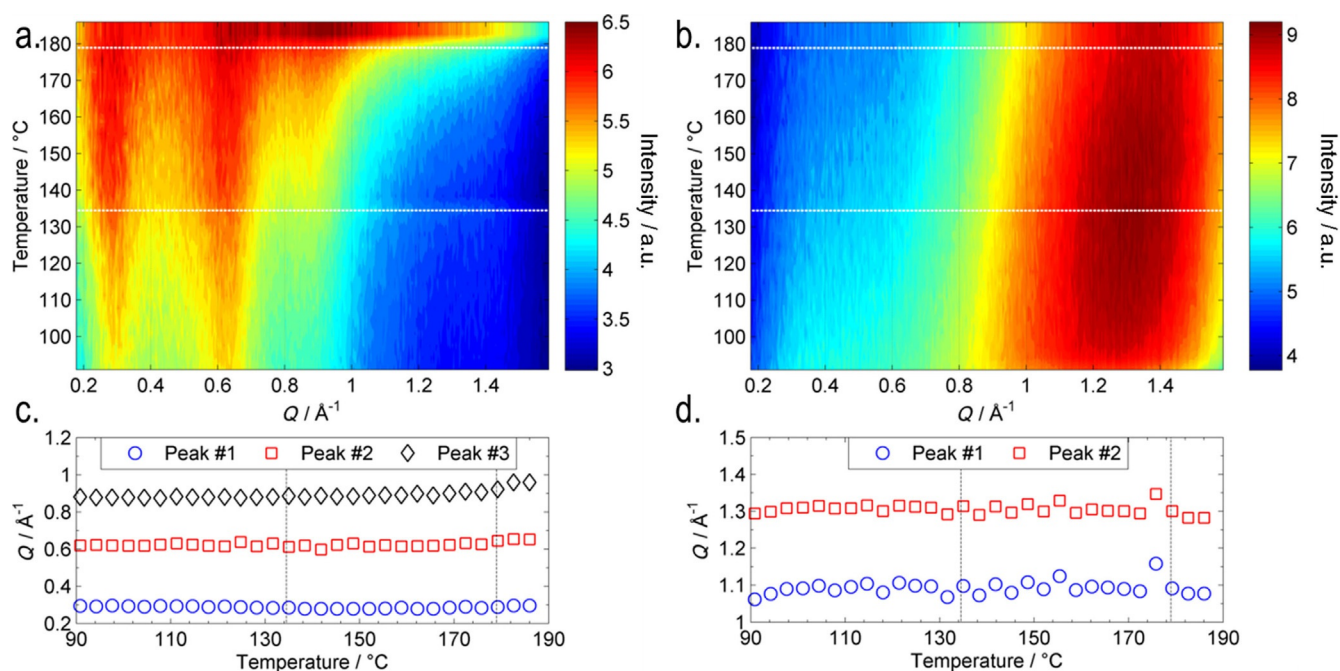 a.
180
170
160
150
140
130
120
110
100
Temperature / °C
0.2 0.4 0.6 0.8 1 1.2 1.4
Q / Å⁻¹
6.5
6
5.5
5
4.5
4
3.5
3
Intensity / a.u.
b.
180
170
160
150
140
130
120
110
100
Temperature / °C
0.2 0.4 0.6 0.8 1 1.2 1.4
Q / Å⁻¹
9
8
7
6
5
4
Intensity / a.u.
c.
Peak #1 Peak #2 Peak #3
1.2
1
0.8
0.6
0.4
0.2
Q / Å⁻¹
90 110 130 150 170 190
Temperature / °C
d.
Peak #1 Peak #2
1.5
1.4
1.3
1.2
1.1
1
Q / Å⁻¹
90 110 130 150 170 190
Temperature / °C